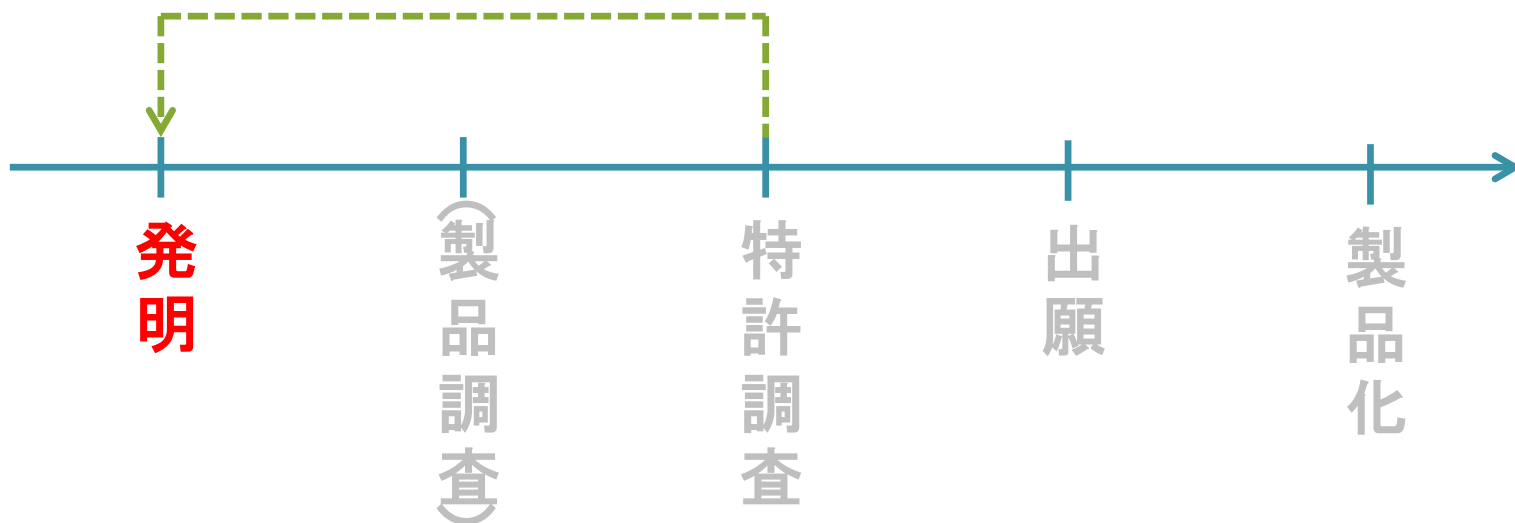 発明
(製品調査)
特許調査
出願
製品化